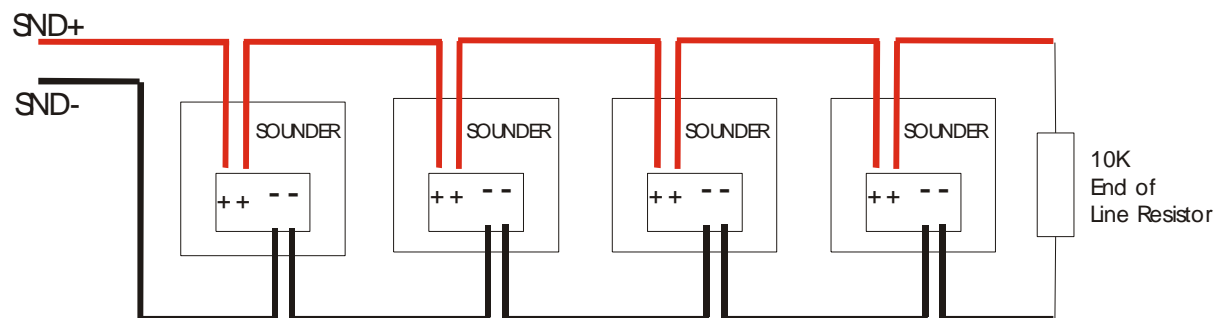 SND+
SND-
SOUNDER
SOUNDER
SOUNDER
SOUNDER
++ --
++ --
++ --
++ --
10K
End of
Line Resistor